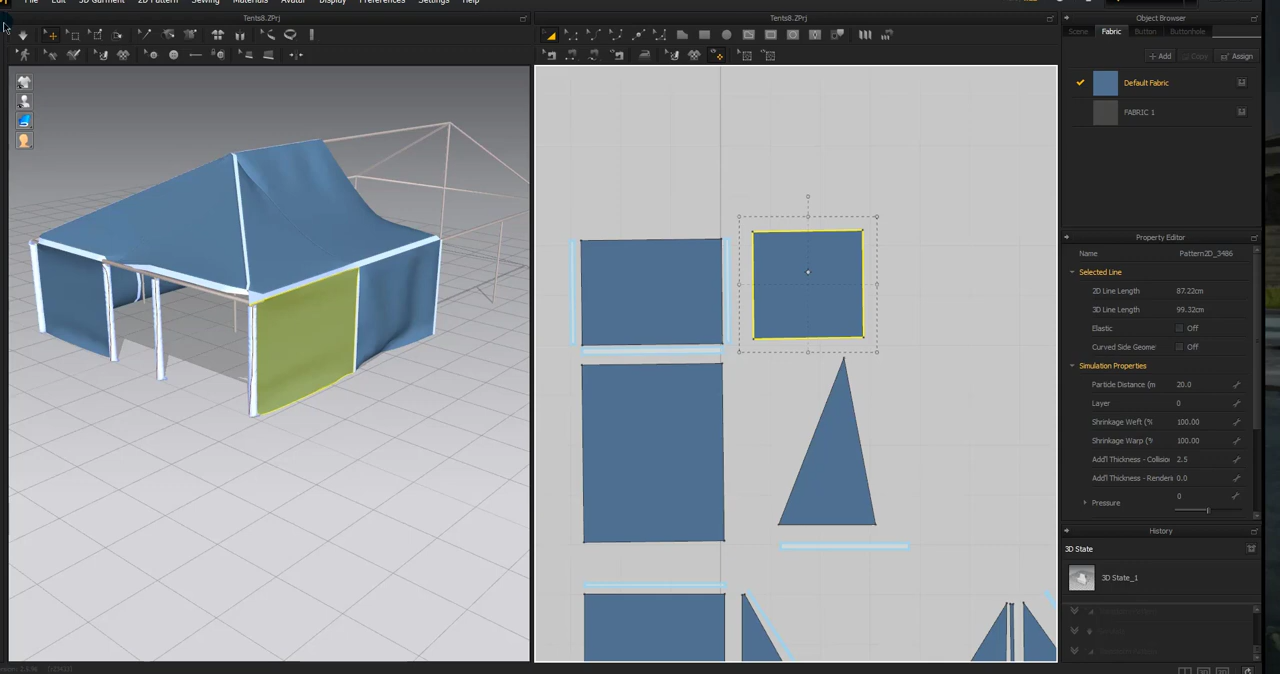 File Edit 3D Garment 2D Pattern Sewing Materials Avatar Display Preferences Settings Help
Tents8.ZPrj
Tents8.ZPrj
Object Browser
Scene Fabric Button Buttonhole
Add Copy Assign
Default Fabric
FABRIC 1
Property Editor
Name Pattern2D_3486
Selected Line
2D Line Length 87.22cm
3D Line Length 99.32cm
Elastic Off
Curved Side Geome Off
Simulation Properties
Particle Distance (m 20.0
Layer 0
Shrinkage Weft (% 100.00
Shrinkage Warp (% 100.00
Add'l Thickness - Collisio 2.5
Add'l Thickness - Renderi 0.0
Pressure 0
History
3D State
3D State_1